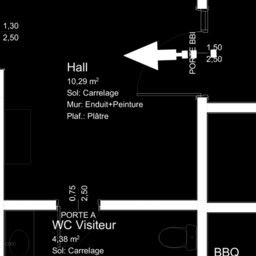 1,30
2,50
Hall
10,29 m²
Sol: Carrelage
Mur: Enduit+Peinture
Plaf.: Plâtre
PORTE BBI
1,50
2,50
0,75
2,50
PORTE A
WC Visiteur
4,38 m²
Sol: Carrelage
BBQ